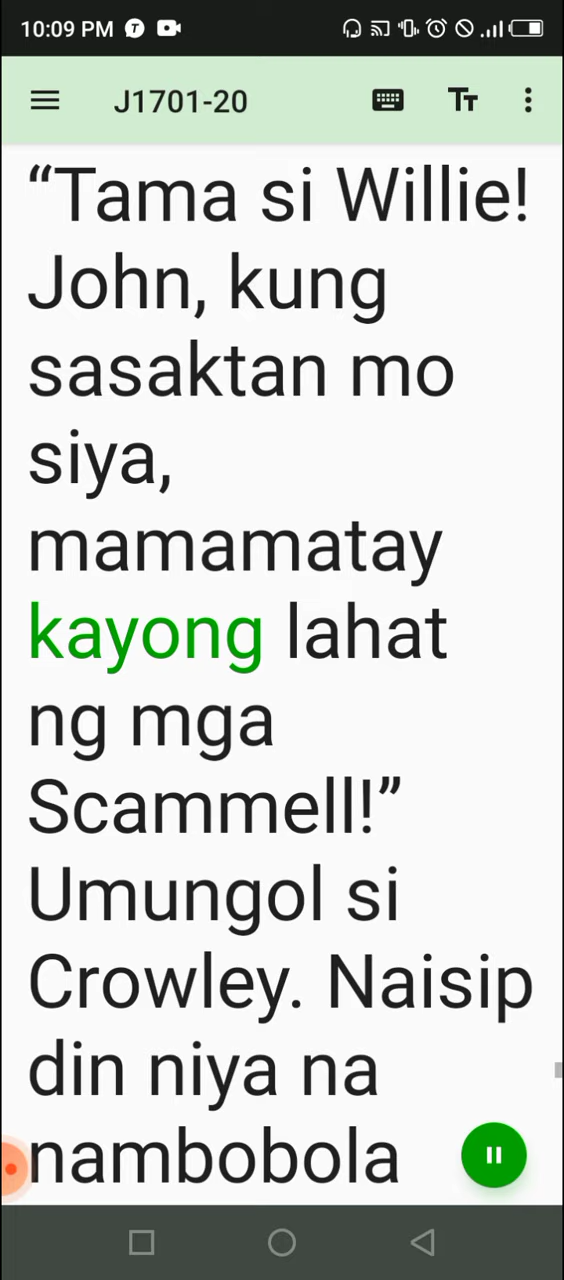 10:09 PM
J1701-20
“Tama si Willie!
John, kung
sasaktan mo
siya,
mamamatay
kayong lahat
ng mga
Scammell!”
Umungol si
Crowley. Naisip
din niya na
nambobola